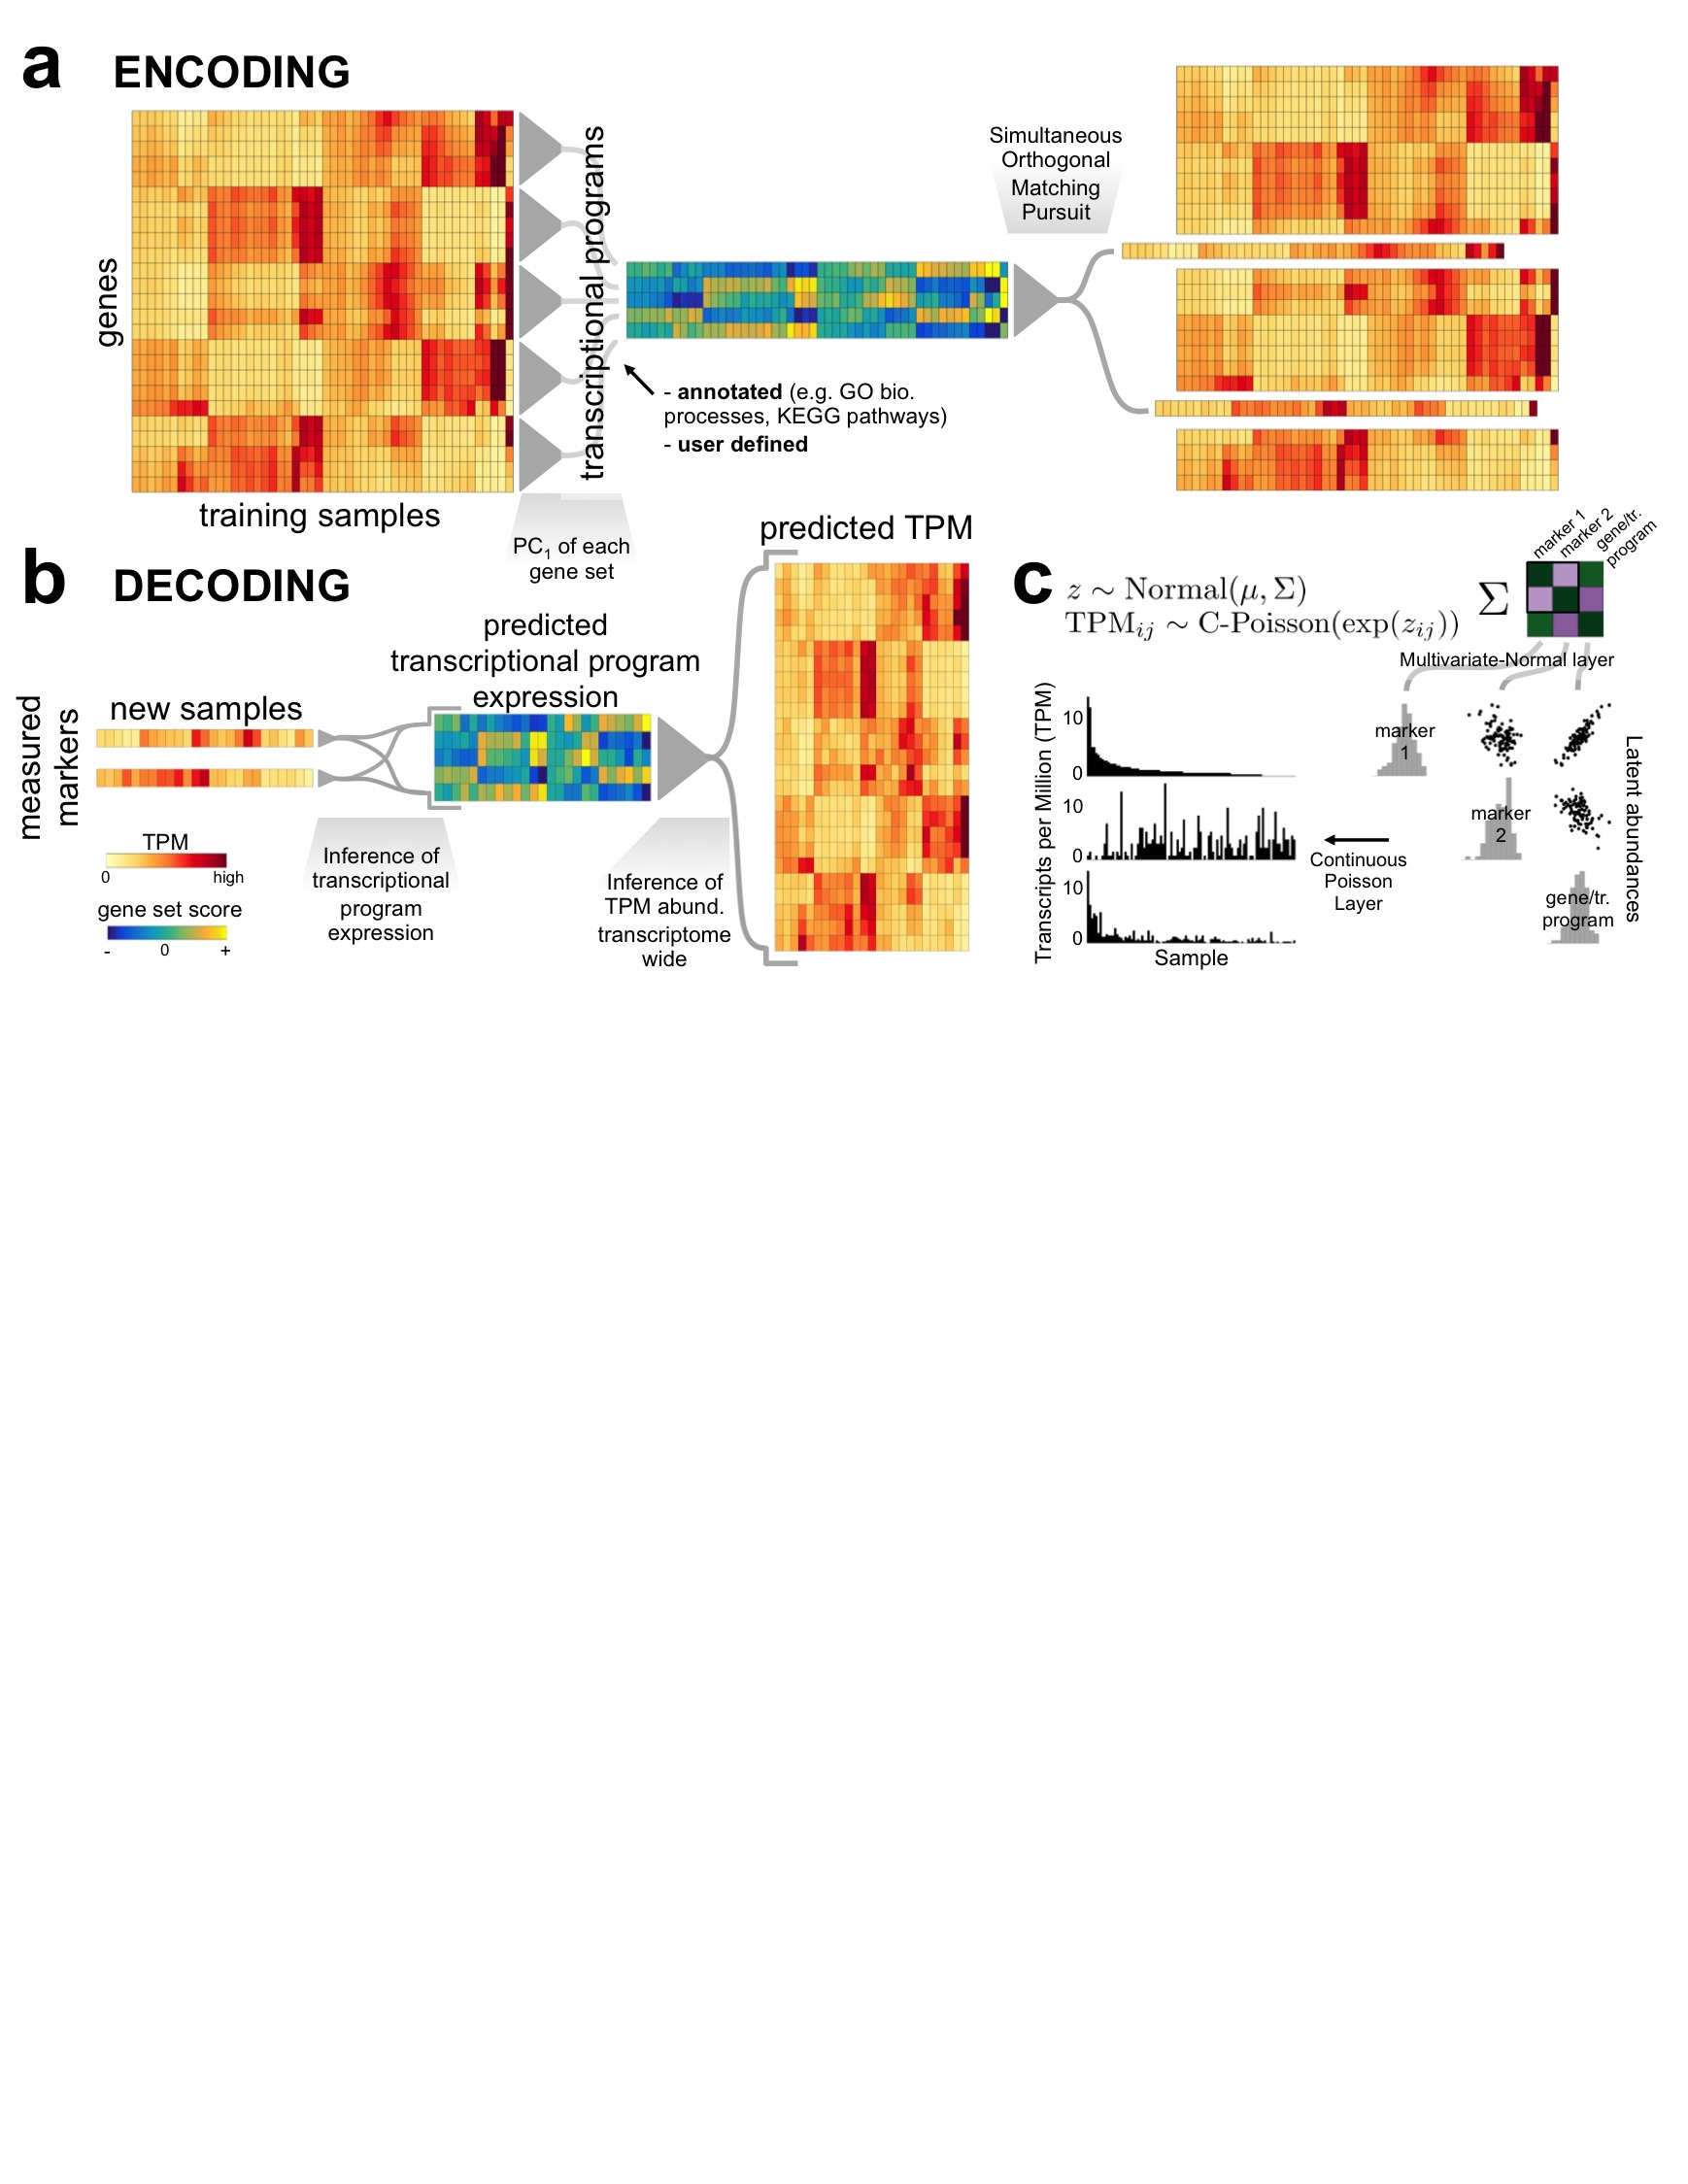 a ENCODING
genes
training samples
transcriptional programs
PC1 of each
gene set
- annotated (e.g. GO bio.
processes, KEGG pathways)
- user defined
Simultaneous
Orthogonal
Matching
Pursuit
b DECODING
measured
markers
new samples
TPM
0 high
gene set score
- 0 +
Inference of
transcriptional
program
expression
predicted
transcriptional program
expression
Inference of
TPM abund.
transcriptome
wide
predicted TPM
c
z ~ Normal(μ, Σ)
TPMij ~ C-Poisson(exp(zij))
Σ
marker 1
marker 2
gene/tr.
program
Multivariate-Normal layer
Transcripts per Million (TPM)
10
0
10
0
10
0
Sample
Continuous
Poisson
Layer
marker
1
marker
2
gene/tr.
program
Latent abundances